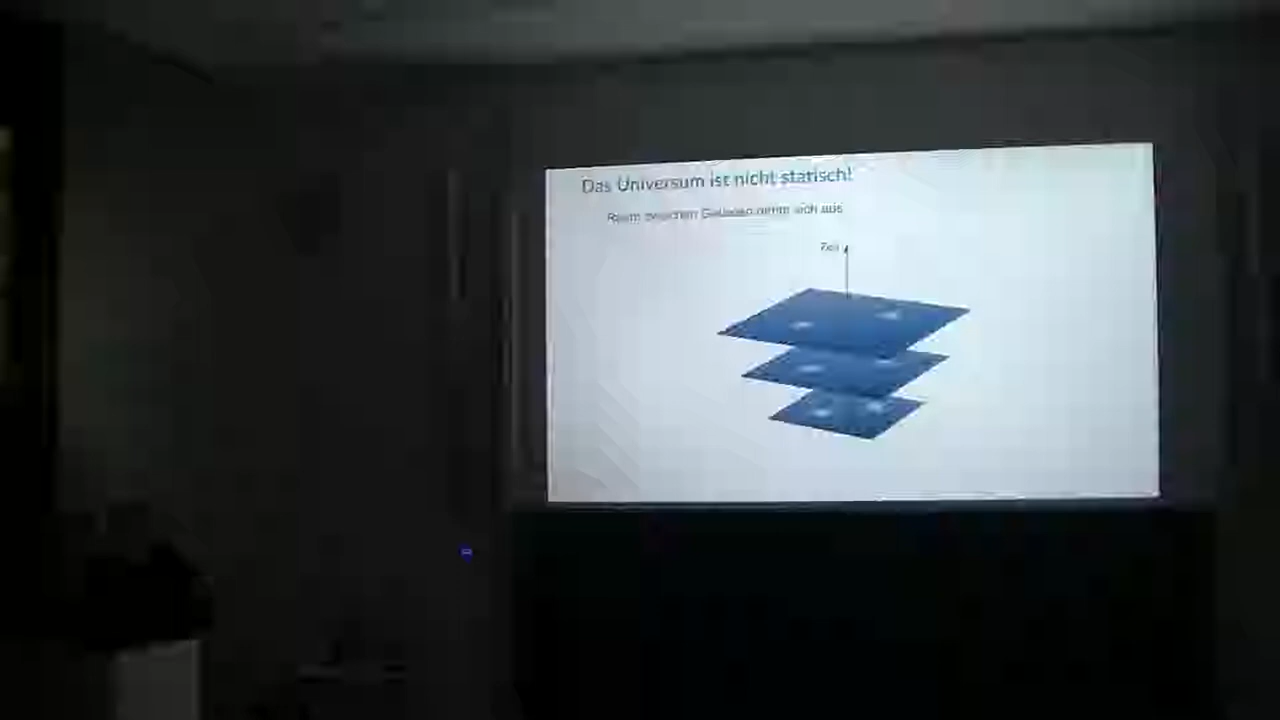 Das Universum ist nicht statisch!
Raum zwischen Galaxien dehnt sich aus
Zeit